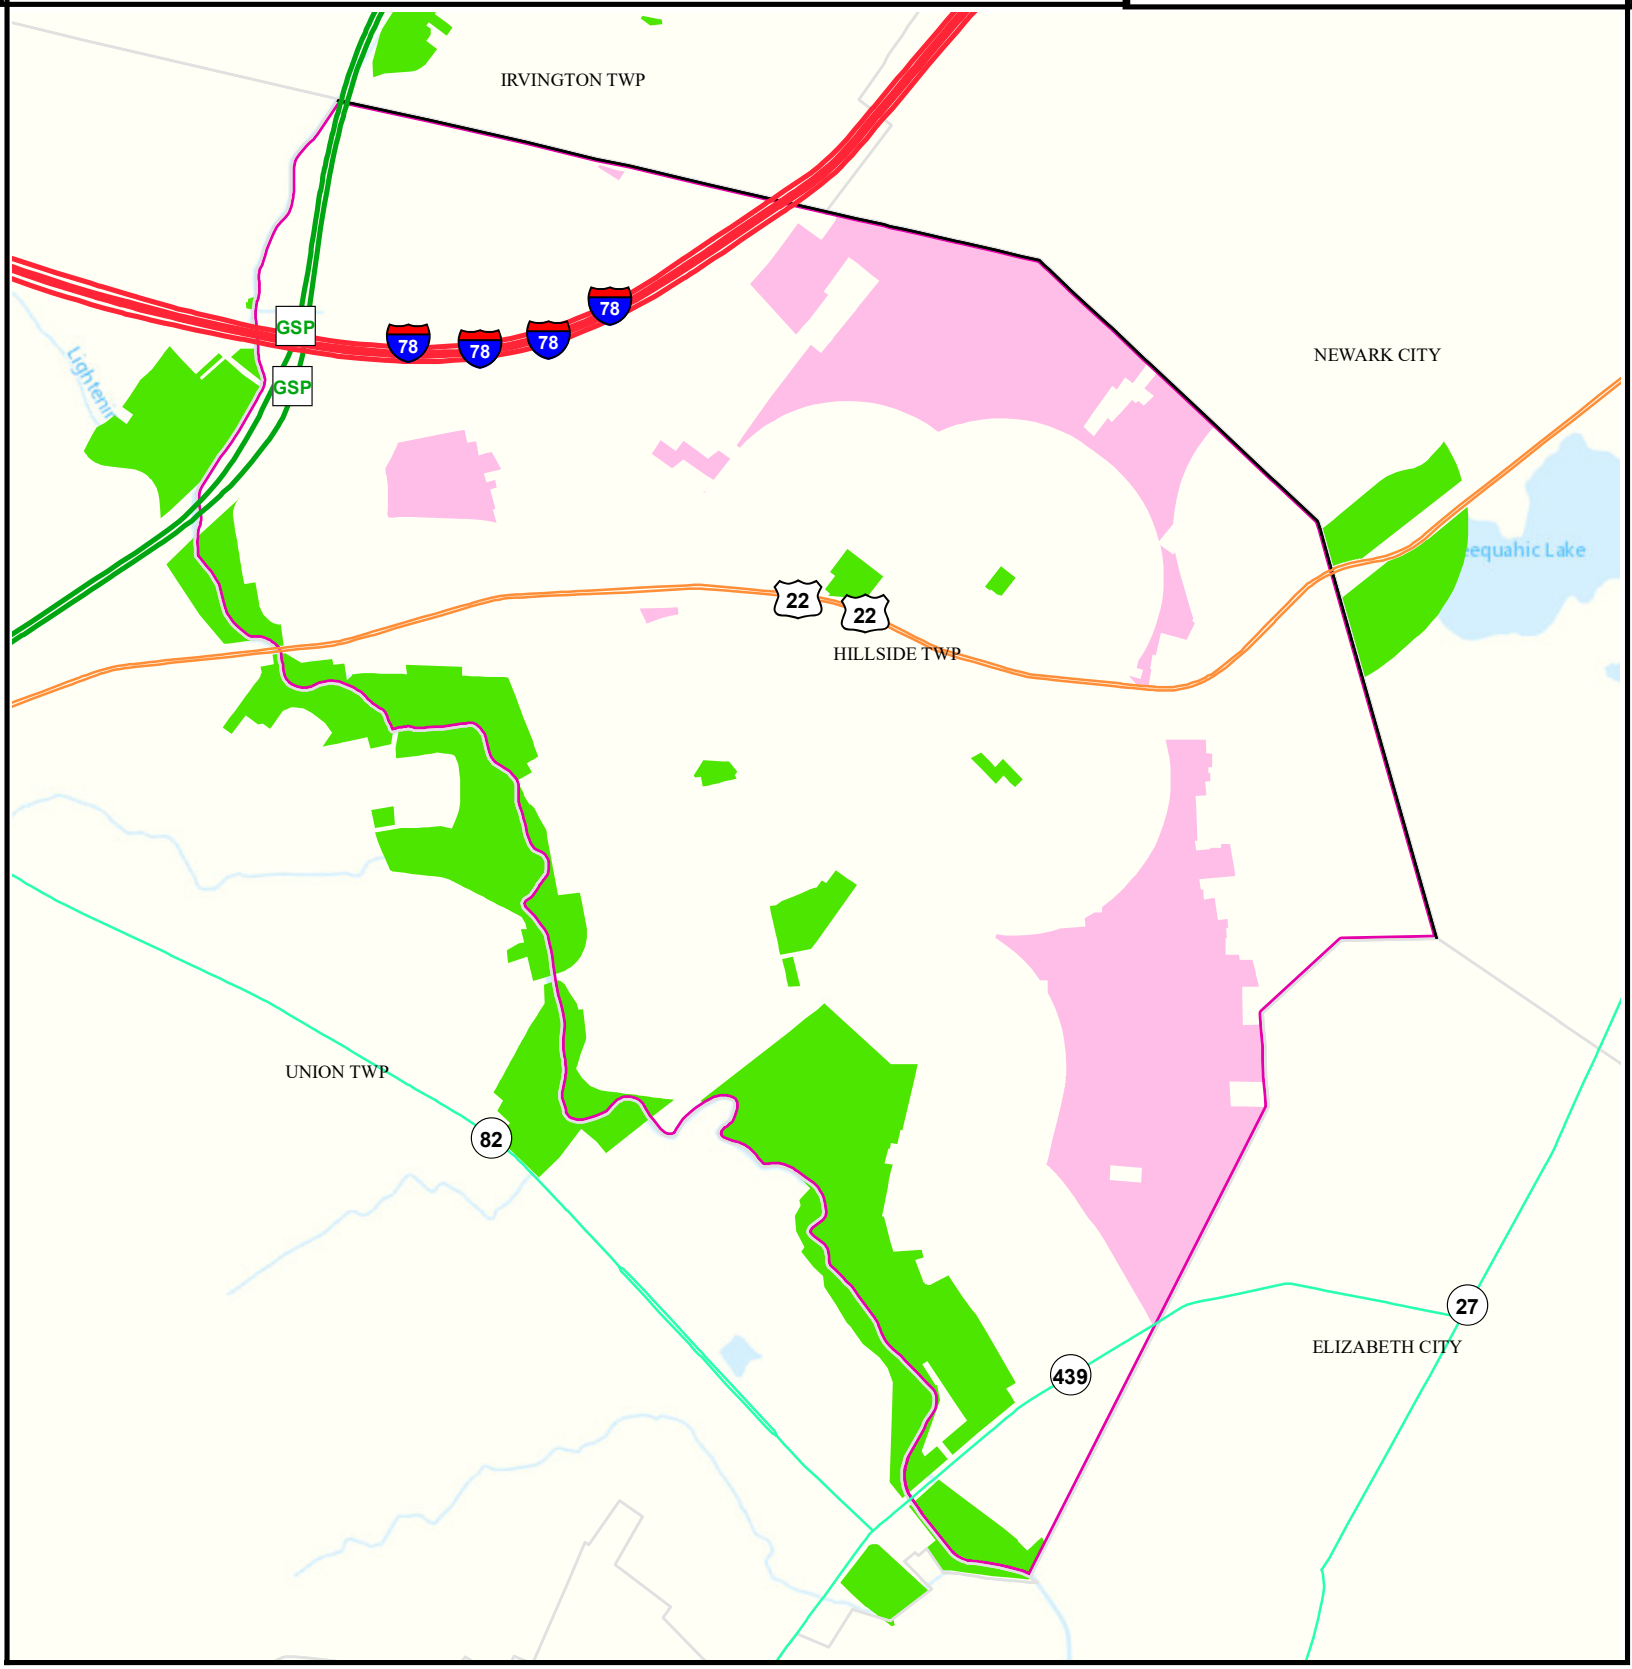 IRVINGTON TWP
78
GSP
78
78
78
NEWARK CITY
GSP
equahic Lake
22
22
HILLSIDE TWP
UNION TWP
82
27
ELIZABETH CITY
439